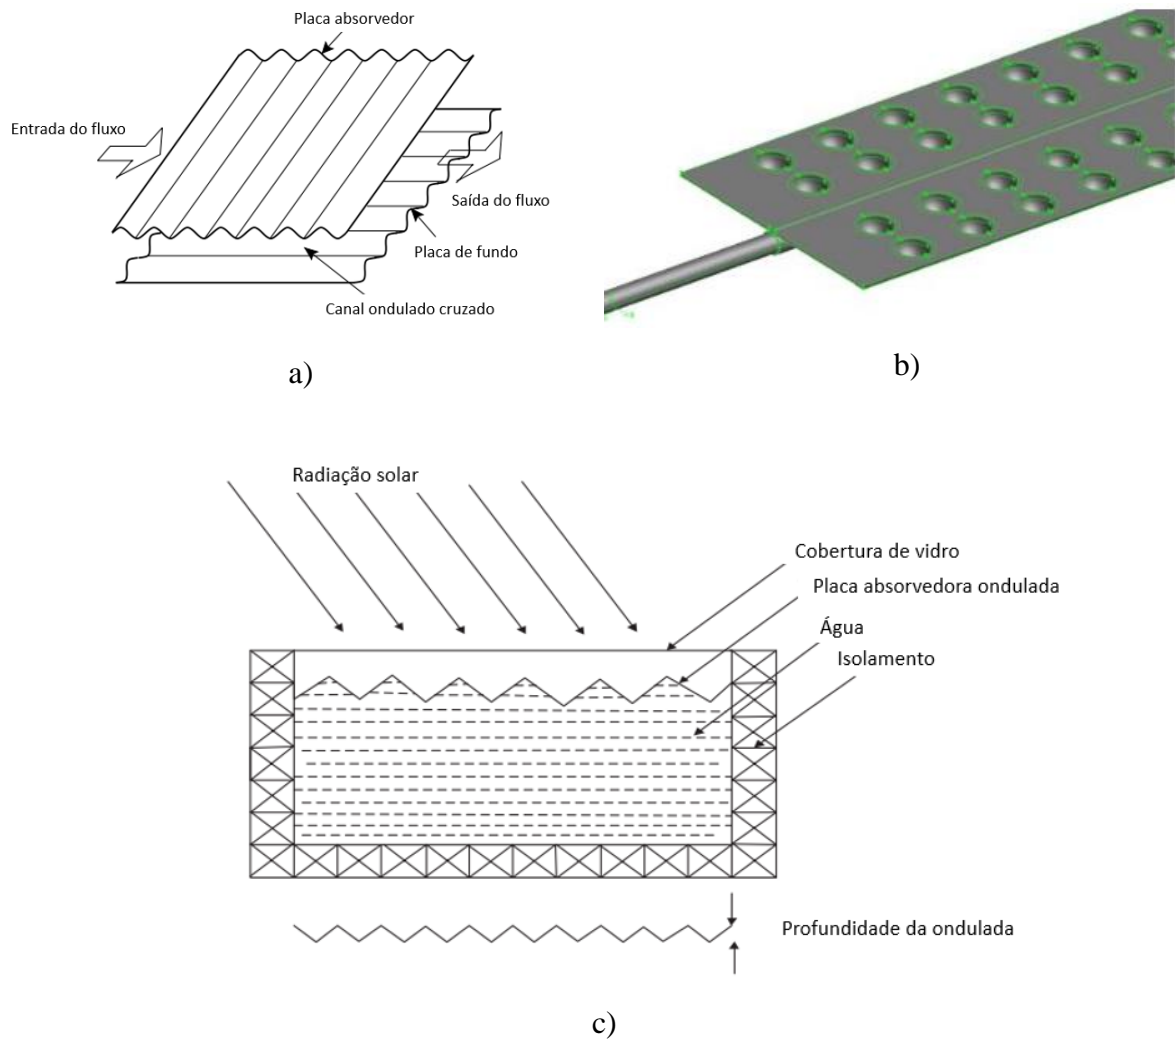 Placa absorvedor
Entrada do fluxo
Saída do fluxo
Placa de fundo
Canal ondulado cruzado
a)
b)
Radiação solar
Cobertura de vidro
Placa absorvedora ondulada
Água
Isolamento
Profundidade da ondulada
c)